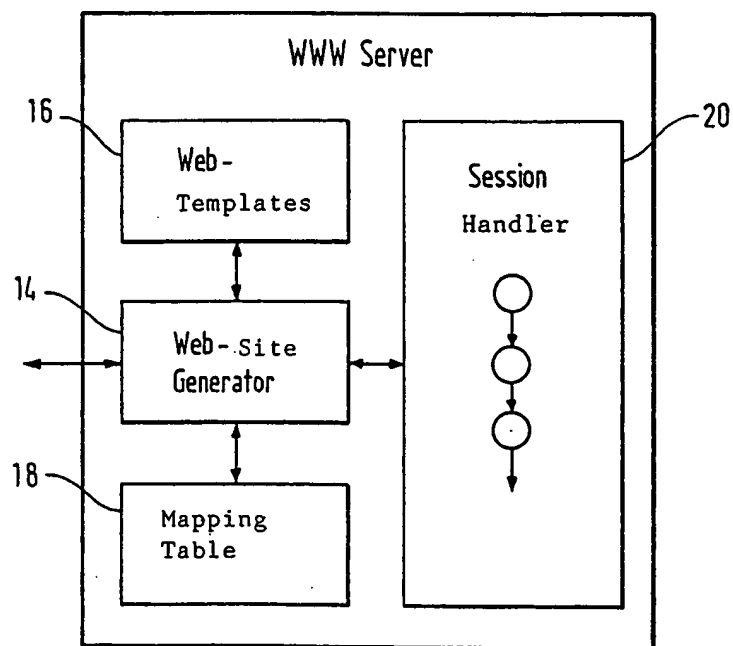 WWW Server
16
Web-
Templates
20
Session
Handler
14
Web-Site
Generator
18
Mapping
Table